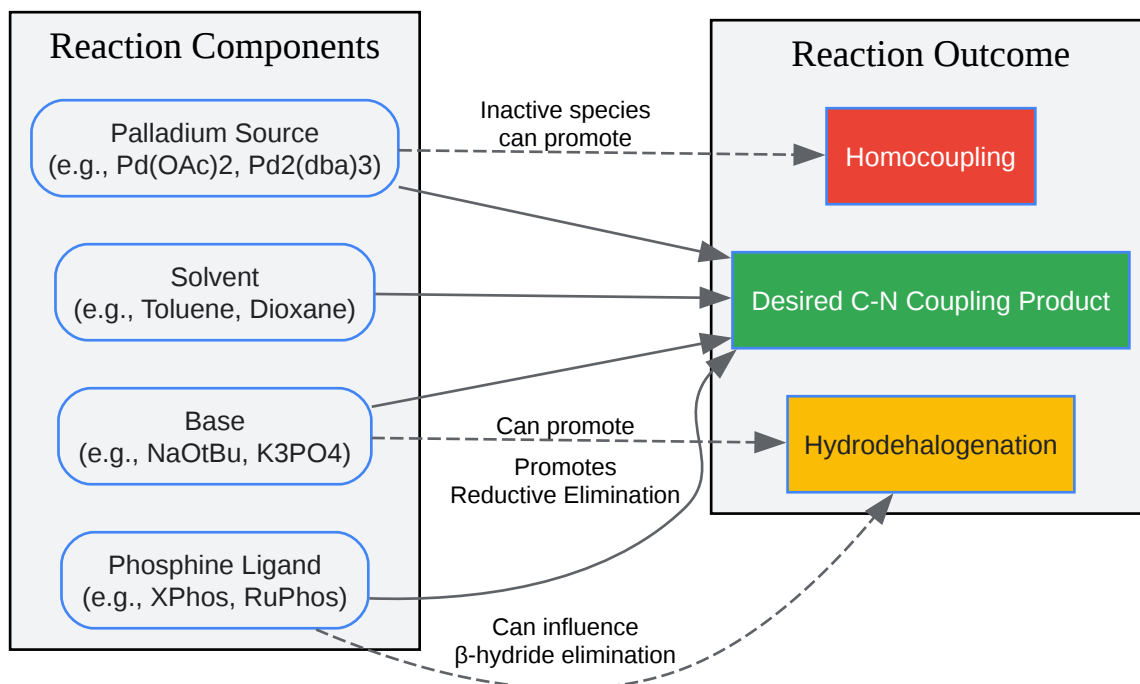 Reaction Components
Palladium Source
(e.g., Pd(OAc)2, Pd2(dba)3)
Solvent
(e.g., Toluene, Dioxane)
Base
(e.g., NaOtBu, K3PO4)
Phosphine Ligand
(e.g., XPhos, RuPhos)
Inactive species
can promote
Can promote
Promotes
Reductive Elimination
Can influence
β-hydride elimination
Reaction Outcome
Homocoupling
Desired C-N Coupling Product
Hydrodehalogenation